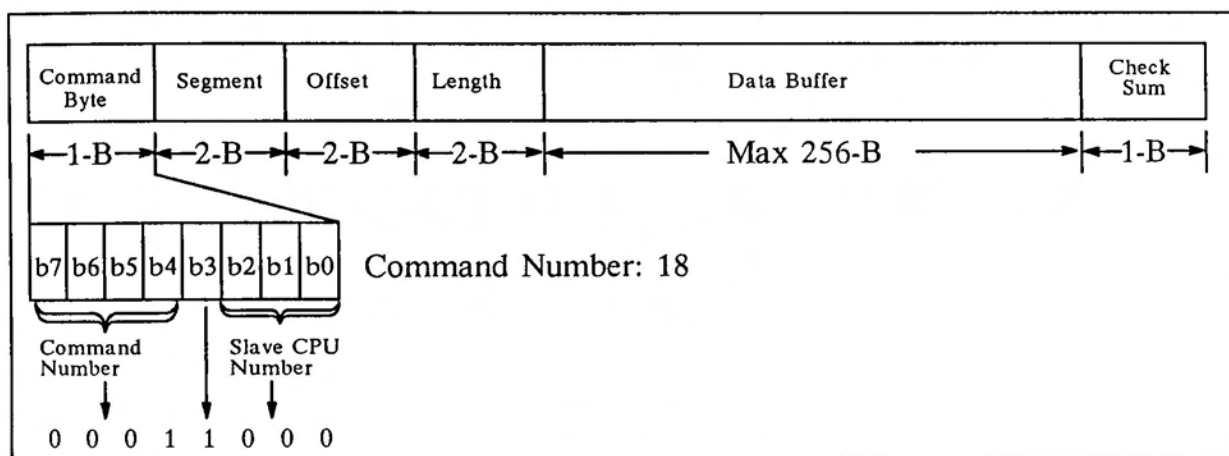 Command Byte Segment Offset Length Data Buffer Check Sum
1-B 2-B 2-B 2-B Max 256-B 1-B
b7 b6 b5 b4 b3 b2 b1 b0 Command Number: 18
Command Number Slave CPU Number
0 0 0 1 1 0 0 0